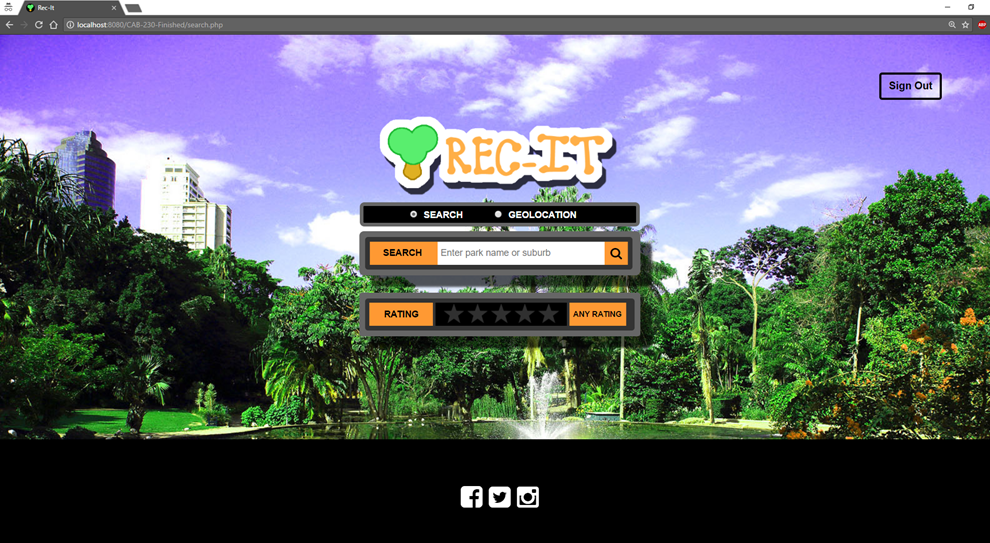 Rec-It
localhost:8080/CAB-230-Finished/search.php
ABP
Sign Out
REC-IT
SEARCH GEOLOCATION
SEARCH Enter park name or suburb
RATING ANY RATING